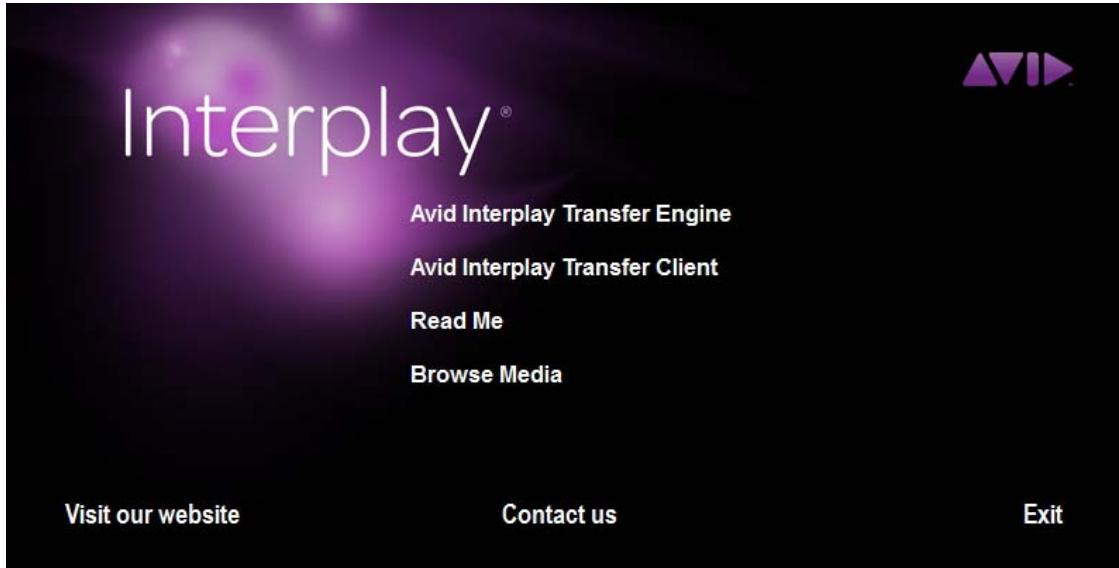 AVID
Interplay®
Avid Interplay Transfer Engine
Avid Interplay Transfer Client
Read Me
Browse Media
Visit our website
Contact us
Exit